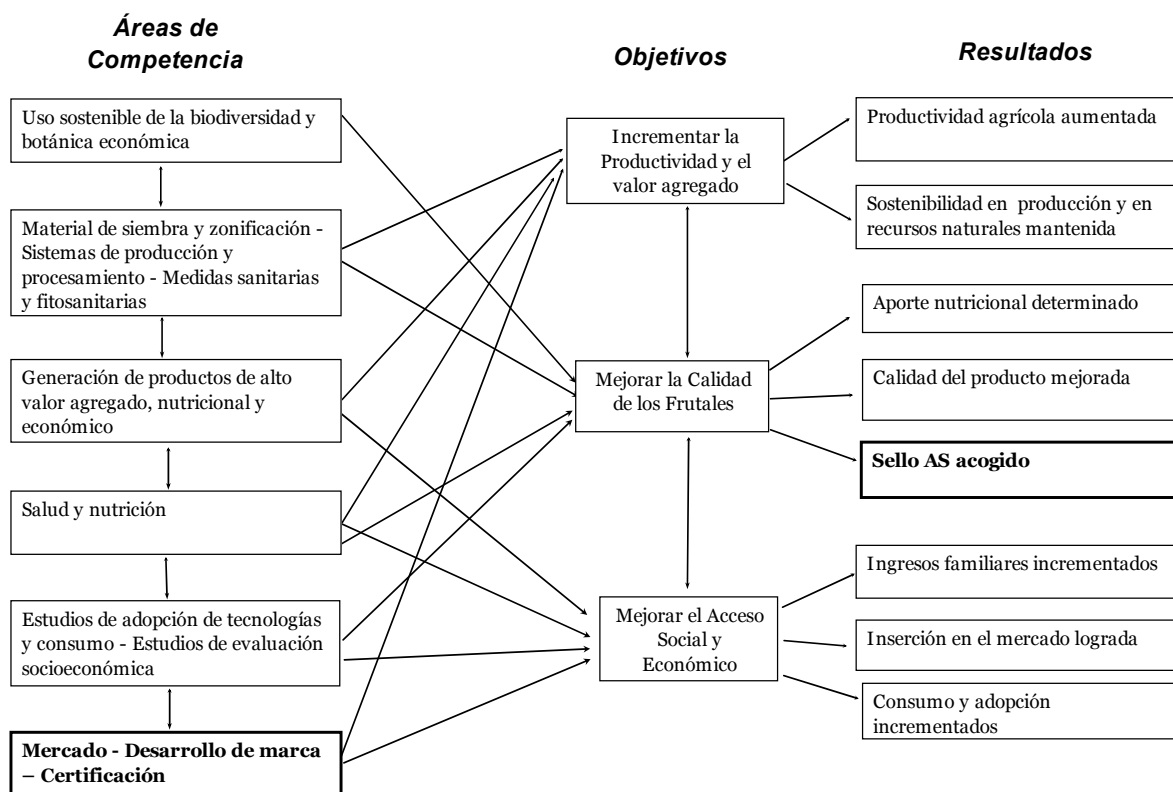 Áreas de
Competencia
Uso sostenible de la biodiversidad y
botánica económica
Material de siembra y zonificación -
Sistemas de producción y
procesamiento - Medidas sanitarias
y fitosanitarias
Generación de productos de alto
valor agregado, nutricional y
económico
Salud y nutrición
Estudios de adopción de tecnologías
y consumo - Estudios de evaluación
socioeconómica
Mercado - Desarrollo de marca
– Certificación
Objetivos
Incrementar la
Productividad y el
valor agregado
Mejorar la Calidad
de los Frutales
Mejorar el Acceso
Social y
Económico
Resultados
Productividad agrícola aumentada
Sostenibilidad en producción y en
recursos naturales mantenida
Aporte nutricional determinado
Calidad del producto mejorada
Sello AS acogido
Ingresos familiares incrementados
Inserción en el mercado lograda
Consumo y adopción
incrementados